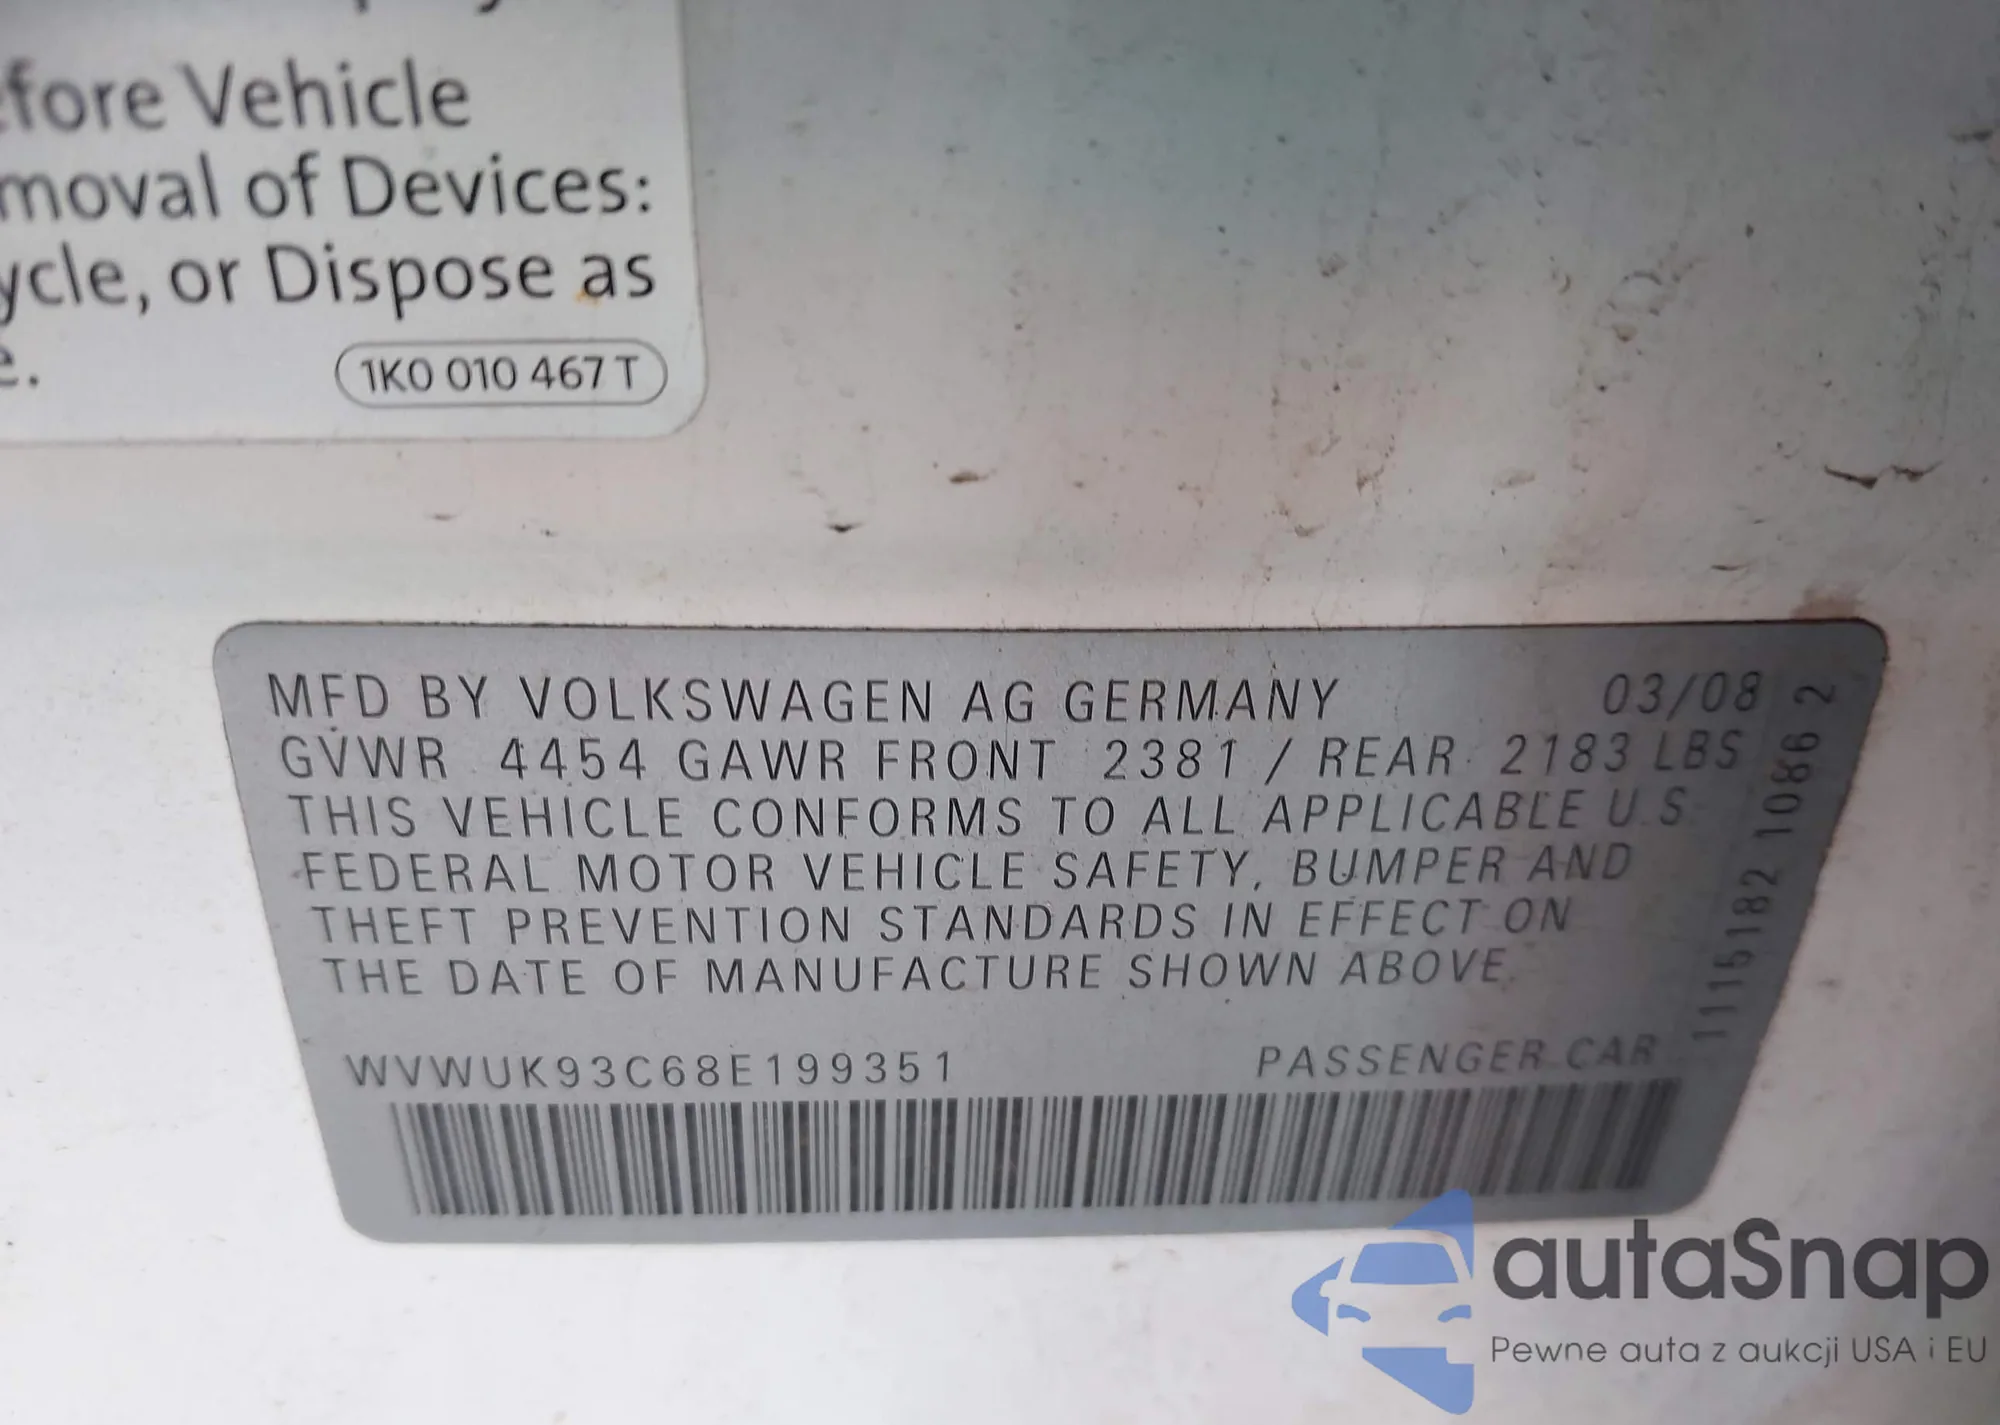 efore Vehicle
moval of Devices:
ycle, or Dispose as
e.
1K0 010 467 T
MFD BY VOLKSWAGEN AG GERMANY 03/08
GVWR 4454 GAWR FRONT 2381 / REAR 2183 LBS
THIS VEHICLE CONFORMS TO ALL APPLICABLE U.S
FEDERAL MOTOR VEHICLE SAFETY, BUMPER AND
THEFT PREVENTION STANDARDS IN EFFECT ON
THE DATE OF MANUFACTURE SHOWN ABOVE.
WVWUK93C68E199351 PASSENGER CAR
1115182 1086 2
autaSnap
Pewne auta z aukcji USA i EU